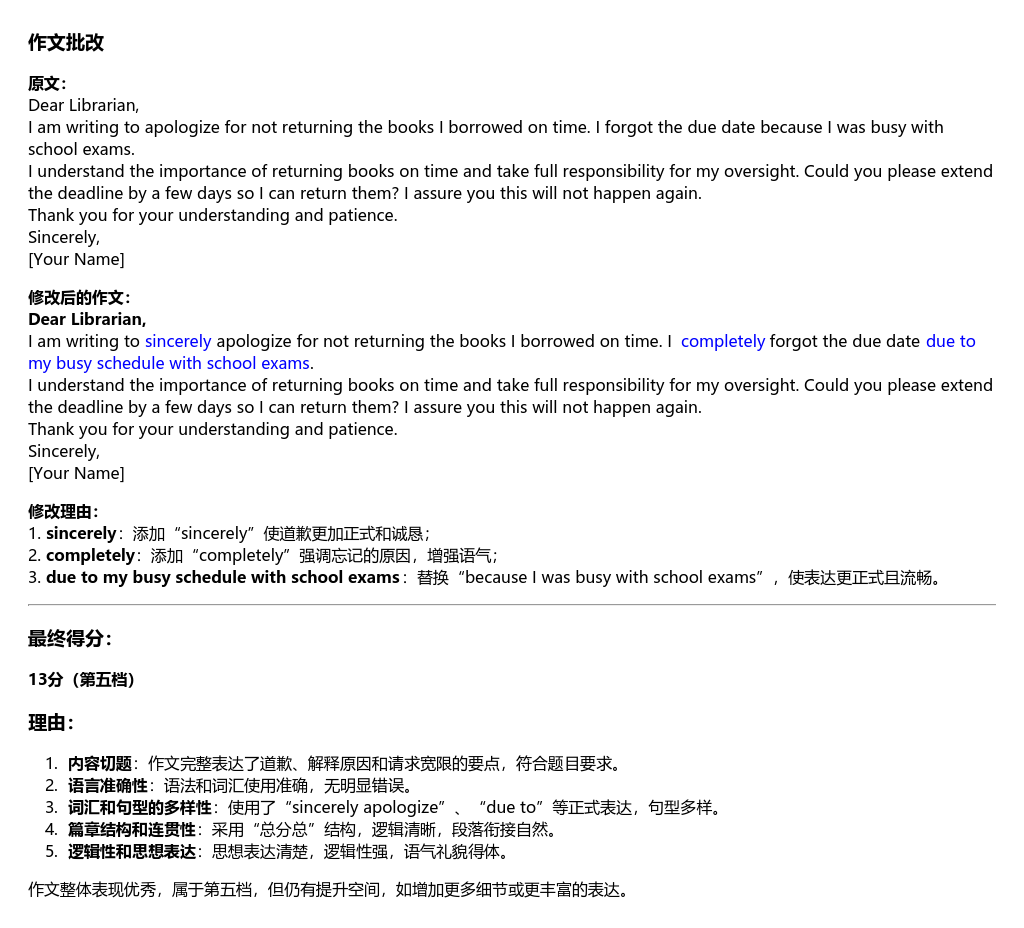 作文批改
原文：
Dear Librarian,
I am writing to apologize for not returning the books I borrowed on time. I forgot the due date because I was busy with
school exams.
I understand the importance of returning books on time and take full responsibility for my oversight. Could you please extend
the deadline by a few days so I can return them? I assure you this will not happen again.
Thank you for your understanding and patience.
Sincerely,
[Your Name]
修改后的作文：
Dear Librarian,
I am writing to sincerely apologize for not returning the books I borrowed on time. I completely forgot the due date due to
my busy schedule with school exams.
I understand the importance of returning books on time and take full responsibility for my oversight. Could you please extend
the deadline by a few days so I can return them? I assure you this will not happen again.
Thank you for your understanding and patience.
Sincerely,
[Your Name]
修改理由：
1. sincerely：添加“sincerely”使道歉更加正式和诚恳；
2. completely：添加“completely”强调忘记的原因，增强语气；
3. due to my busy schedule with school exams：替换“because I was busy with school exams”，使表达更正式且流畅。
最终得分：
13分（第五档）
理由：
1. 内容切题：作文完整表达了道歉、解释原因和请求宽限的要点，符合题目要求。
2. 语言准确性：语法和词汇使用准确，无明显错误。
3. 词汇和句型的多样性：使用了“sincerely apologize”、“due to”等正式表达，句型多样。
4. 篇章结构和连贯性：采用“总分总”结构，逻辑清晰，段落衔接自然。
5. 逻辑性和思想表达：思想表达清楚，逻辑性强，语气礼貌得体。
作文整体表现优秀，属于第五档，但仍有提升空间，如增加更多细节或更丰富的表达。